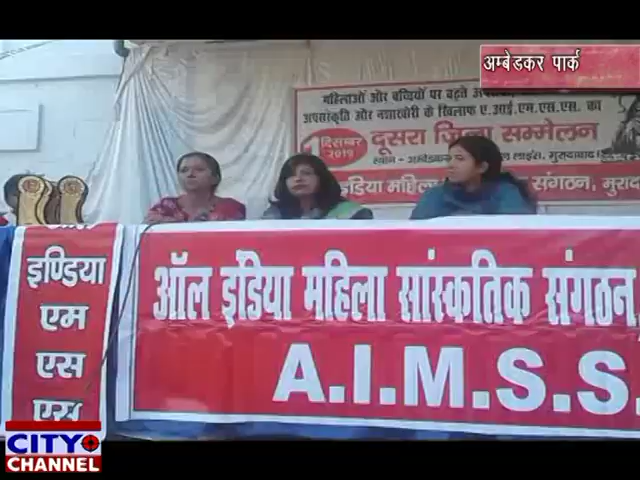 अम्बेडकर पार्क
महिलाओं और बच्चियों पर बढ़ते
अपसंस्कृति और नशाखोरी के खिलाफ ए.आई.एम.एस.एस. का
1 दिसम्बर 2019
दूसरा जिला सम्मेलन
स्थान - लाईंस, मुरादाबाद
इंडिया महिला संगठन, मुराद
इण्डिया
एम
एस
एस
ऑल इंडिया महिला सांस्कृतिक संगठन,
A.I.M.S.S.
CITY
CHANNEL